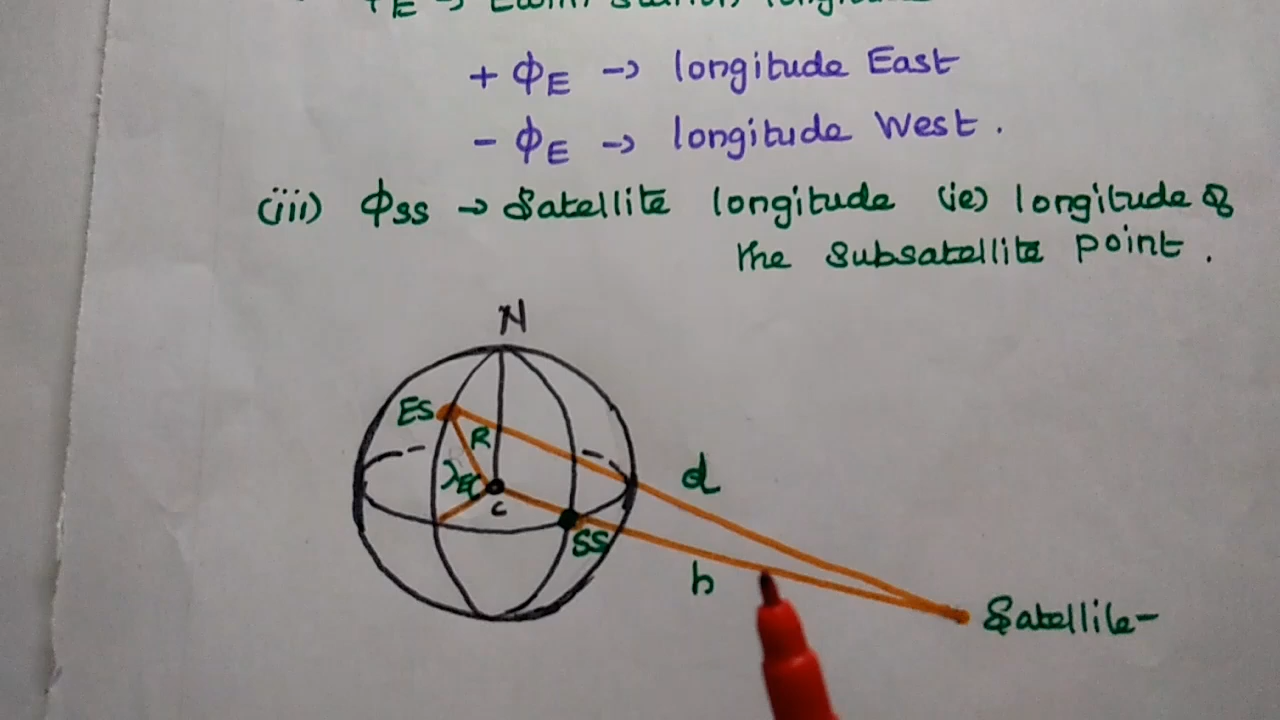 + ϕE → longitude East
- ϕE → longitude West.
(iii) ϕss → Satellite longitude (ie) longitude of
the subsatellite point.
N
ES
R
λE
C
SS
d
h
Satellite